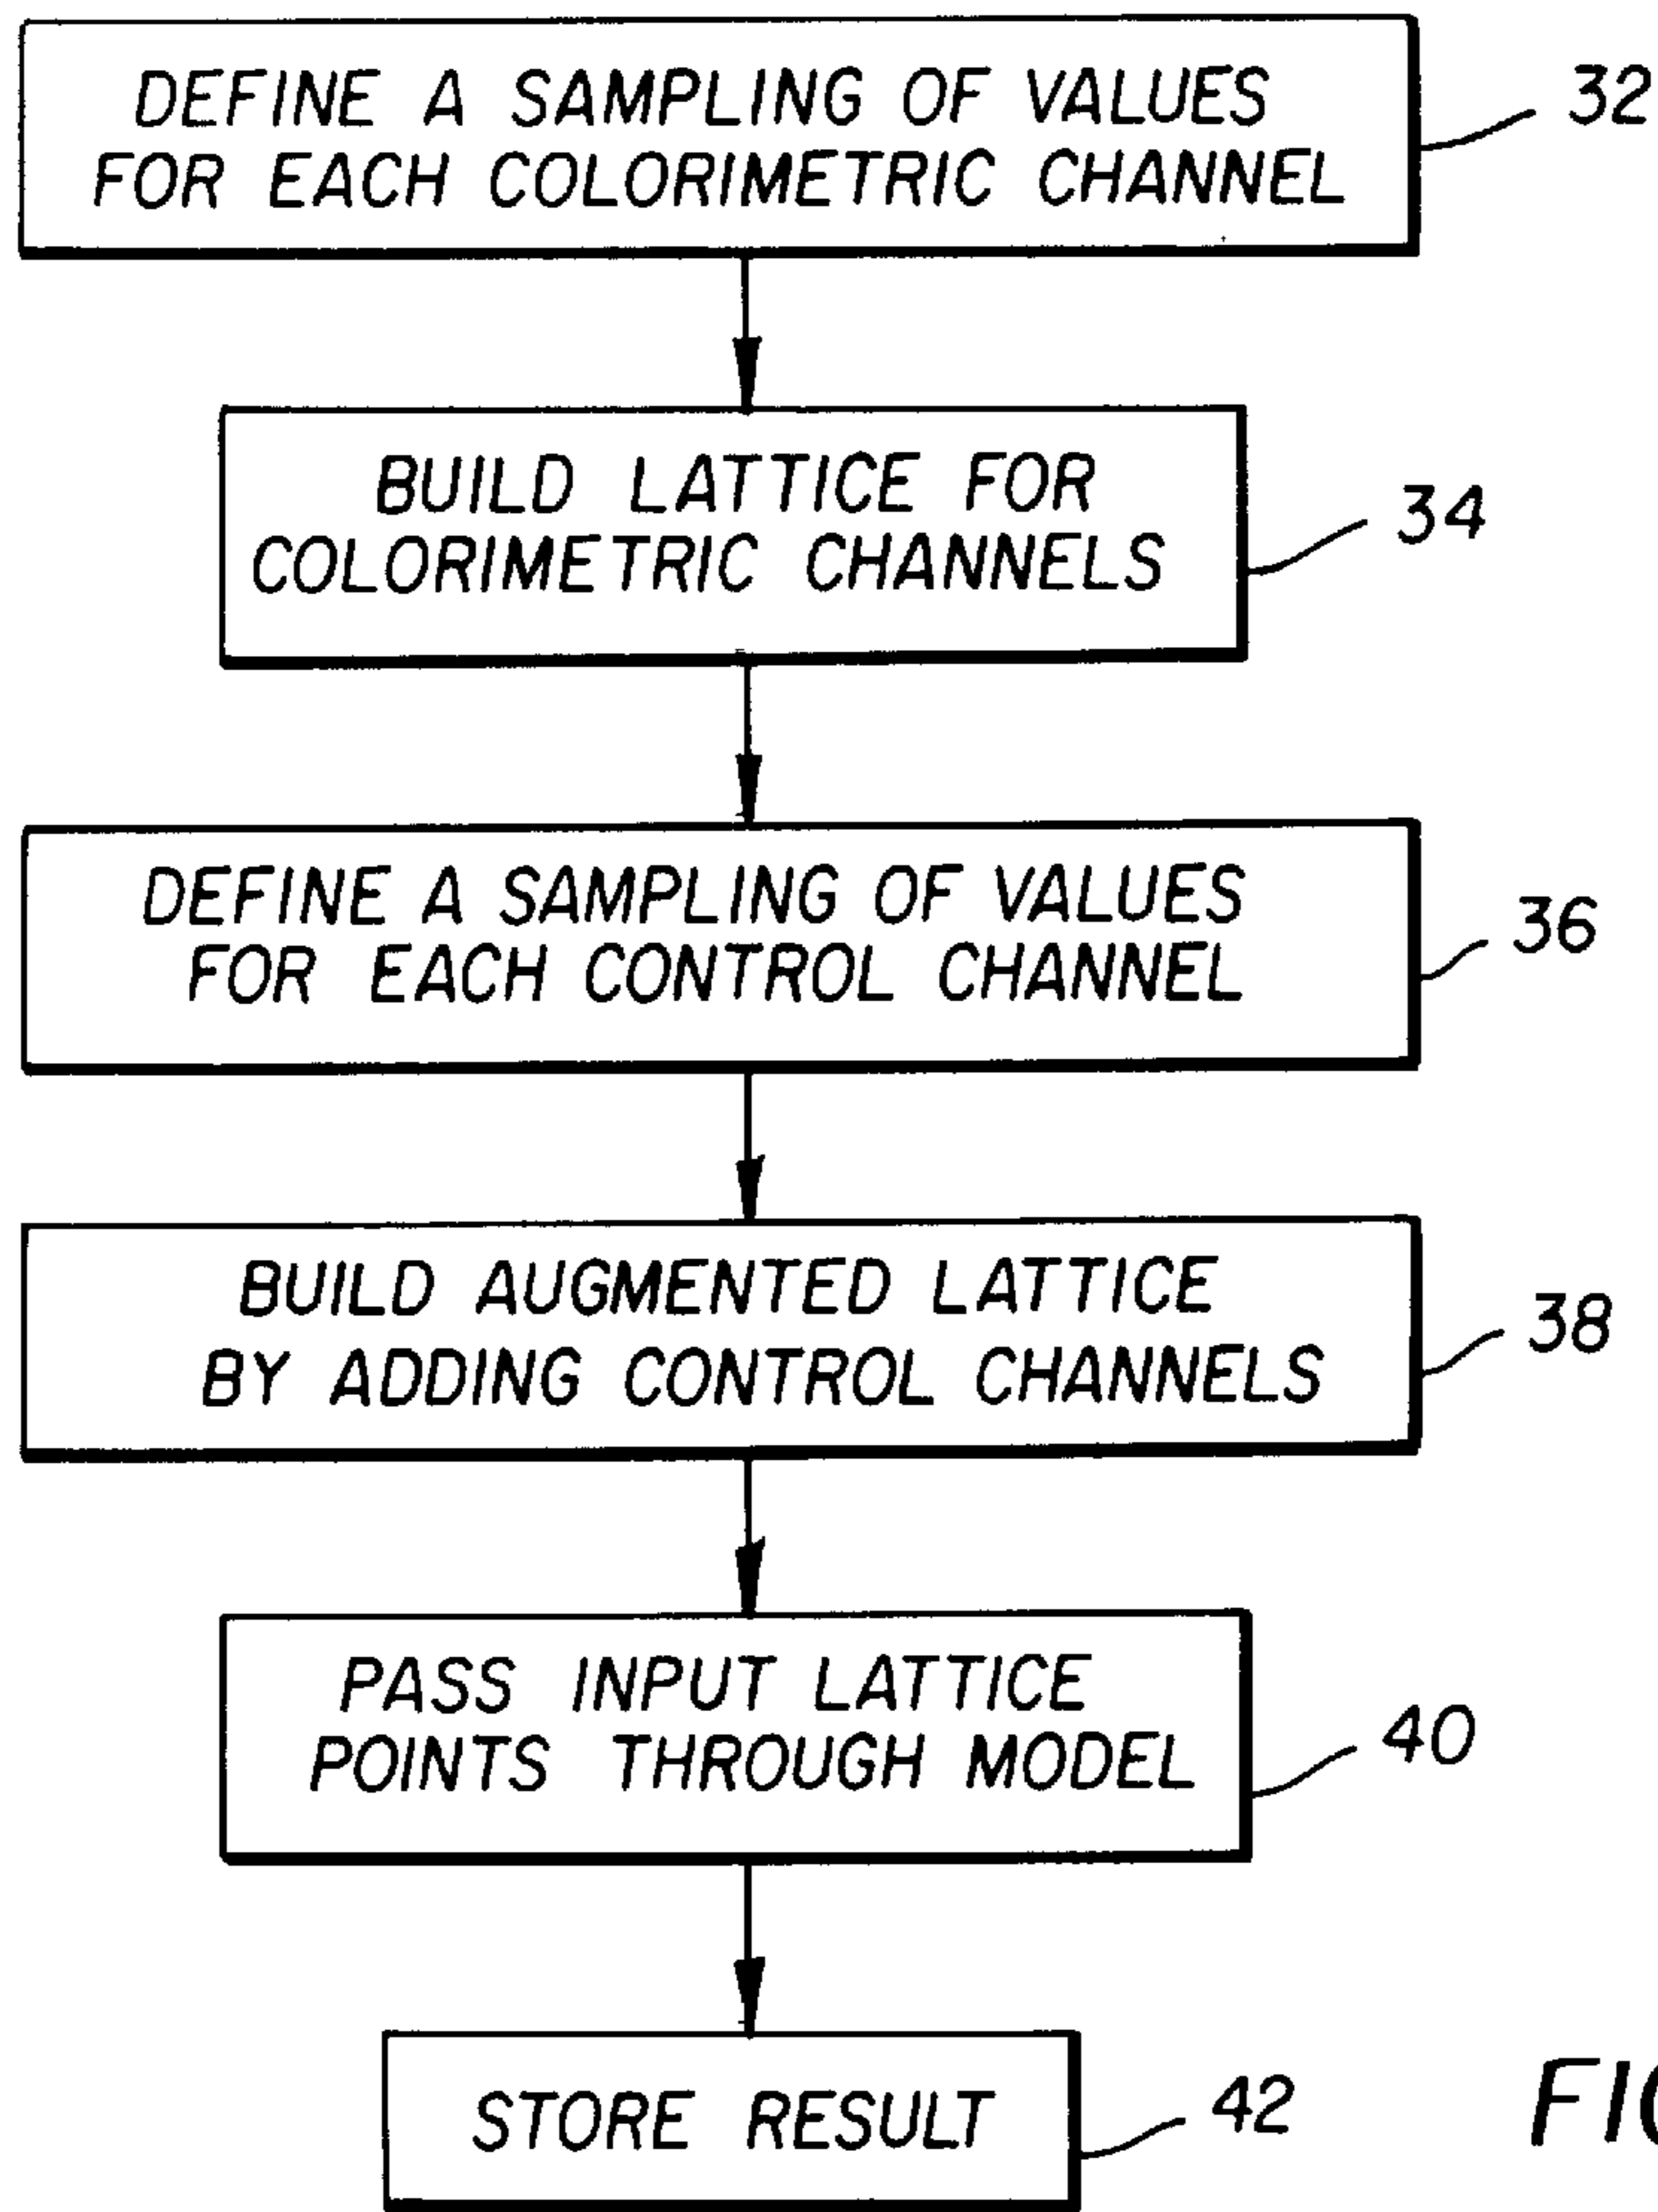 DEFINE A SAMPLING OF VALUES
FOR EACH COLORIMETRIC CHANNEL
32
BUILD LATTICE FOR
COLORIMETRIC CHANNELS
34
DEFINE A SAMPLING OF VALUES
FOR EACH CONTROL CHANNEL
36
BUILD AUGMENTED LATTICE
BY ADDING CONTROL CHANNELS
38
PASS INPUT LATTICE
POINTS THROUGH MODEL
40
STORE RESULT
42